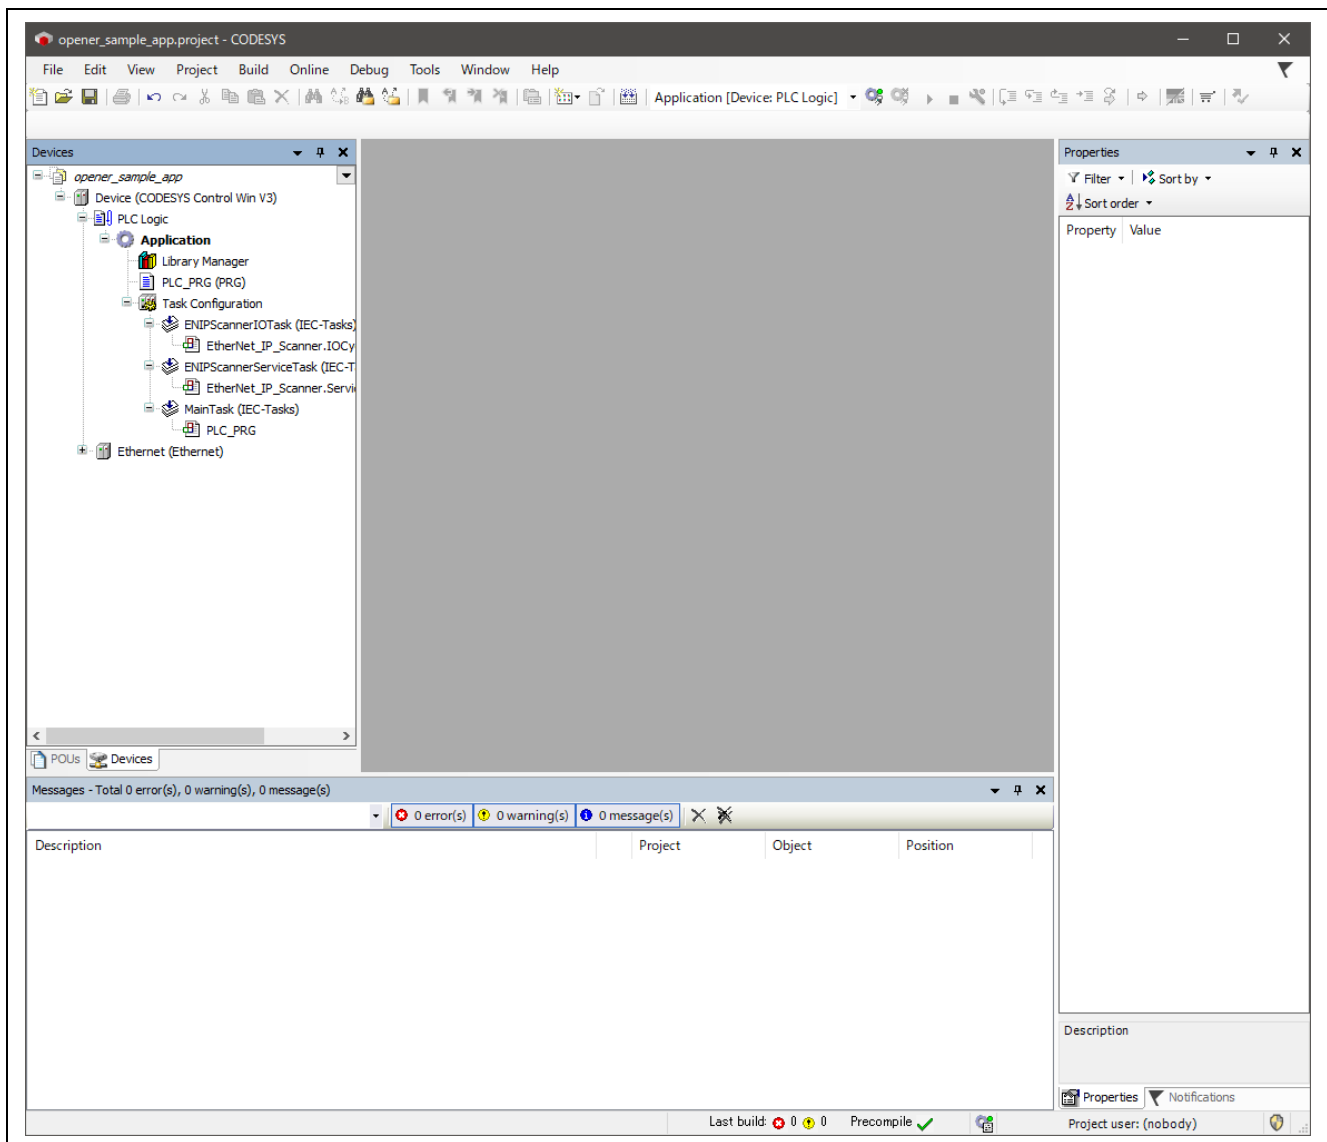 opener_sample_app.project - CODESYS
File Edit View Project Build Online Debug Tools Window Help
Application [Device: PLC Logic]
Devices
opener_sample_app
Device (CODESYS Control Win V3)
PLC Logic
Application
Library Manager
PLC_PRG (PRG)
Task Configuration
ENIPScannerIOTask (IEC-Tasks)
EtherNet_IP_Scanner.IOCy
ENIPScannerServiceTask (IEC-T
EtherNet_IP_Scanner.Servi
MainTask (IEC-Tasks)
PLC_PRG
Ethernet (Ethernet)
POUs Devices
Properties
Filter Sort by
Sort order
Property Value
Messages - Total 0 error(s), 0 warning(s), 0 message(s)
0 error(s) 0 warning(s) 0 message(s)
Description Project Object Position
Description
Properties Notifications
Last build: 0 0 Precompile
Project user: (nobody)